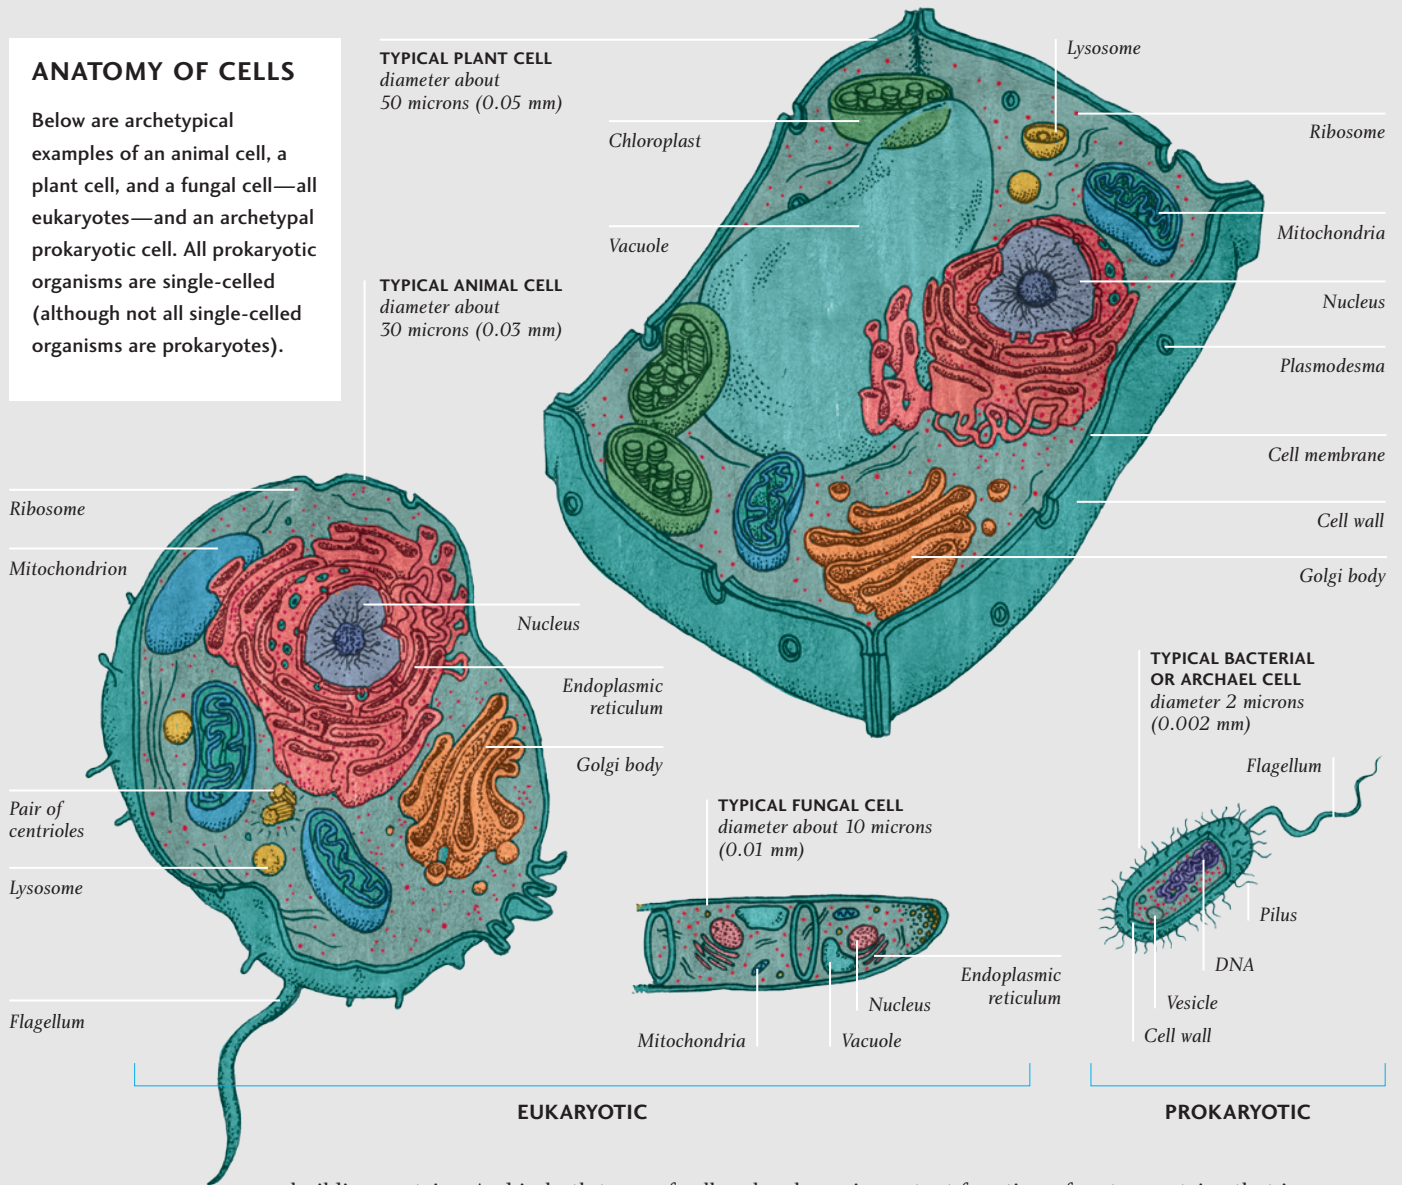 ANATOMY OF CELLS
Below are archetypical
examples of an animal cell, a
plant cell, and a fungal cell—all
eukaryotes—and an archetypal
prokaryotic cell. All prokaryotic
organisms are single-celled
(although not all single-celled
organisms are prokaryotes).
TYPICAL PLANT CELL
diameter about
50 microns (0.05 mm)
Chloroplast
Vacuole
Lysosome
Ribosome
Mitochondria
Nucleus
Plasmodesma
Cell membrane
Cell wall
Golgi body
TYPICAL ANIMAL CELL
diameter about
30 microns (0.03 mm)
Ribosome
Mitochondrion
Nucleus
Endoplasmic
reticulum
Golgi body
Pair of
centrioles
Lysosome
Flagellum
TYPICAL FUNGAL CELL
diameter about 10 microns
(0.01 mm)
Endoplasmic
reticulum
Nucleus
Mitochondria
Vacuole
TYPICAL BACTERIAL
OR ARCHAEL CELL
diameter 2 microns
(0.002 mm)
Flagellum
Pilus
DNA
Vesicle
Cell wall
EUKARYOTIC
PROKARYOTIC